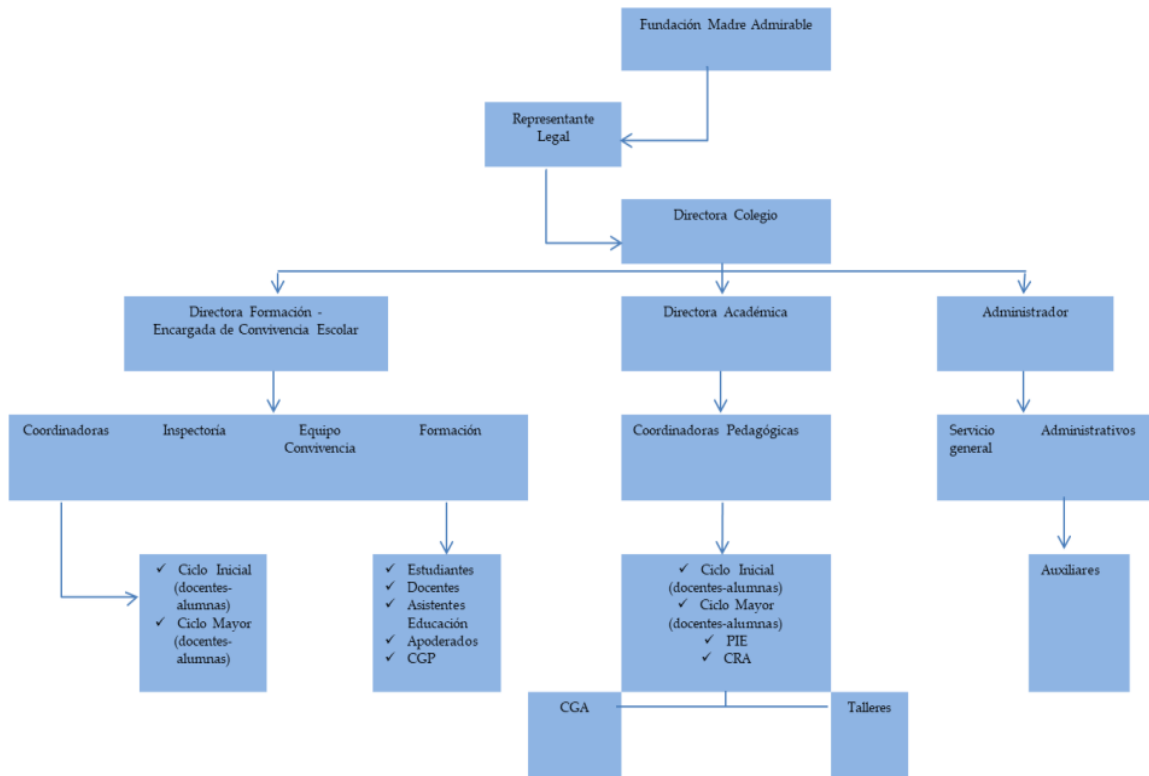 Fundación Madre Admirable
Representante
Legal
Directora Colegio
Directora Formación -
Encargada de Convivencia Escolar
Directora Académica
Administrador
Coordinadoras
Inspectoría
Equipo
Convivencia
Formación
Coordinadoras Pedagógicas
Servicio
general
Administrativos
✓ Ciclo Inicial
(docentes-
alumnas)
✓ Ciclo Mayor
(docentes-
alumnas)
✓ Estudiantes
✓ Docentes
✓ Asistentes
Educación
✓ Apoderados
✓ CGP
✓ Ciclo Inicial
(docentes-alumnas)
✓ Ciclo Mayor
(docentes-alumnas)
✓ PIE
✓ CRA
Auxiliares
CGA
Talleres